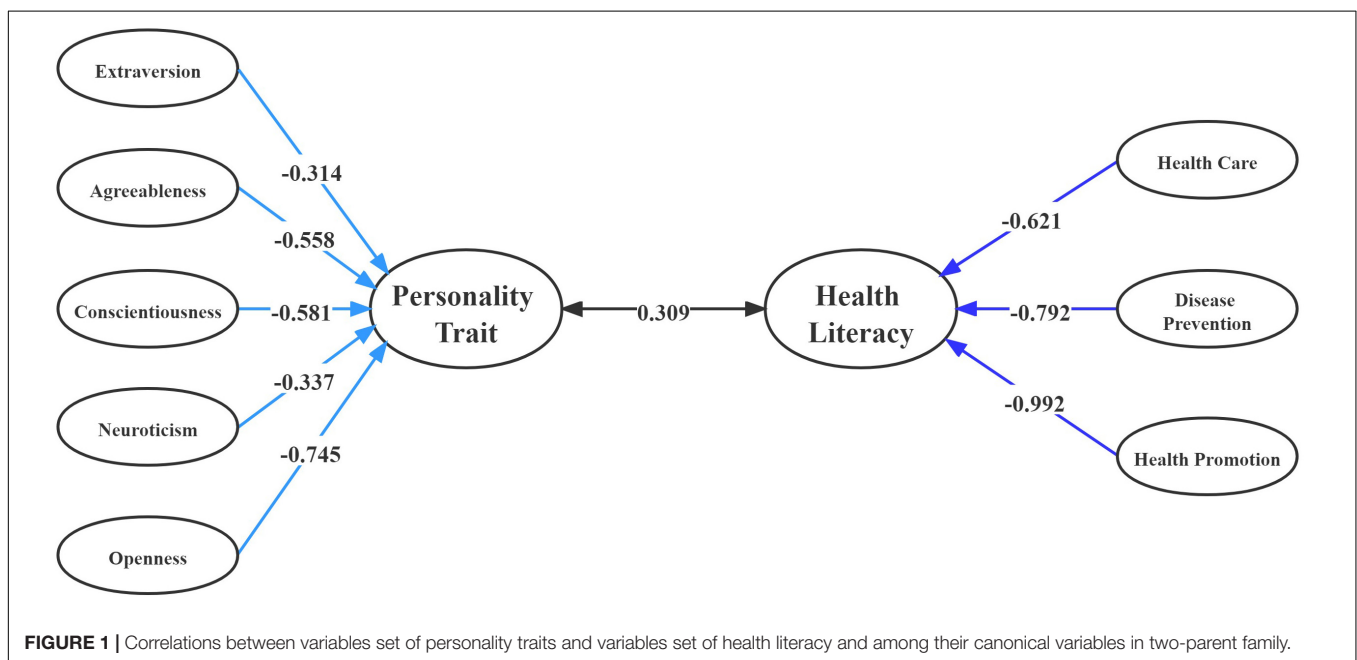 Extraversion
-0.314
Agreeableness
-0.558
Conscientiousness
-0.581
Neuroticism
-0.337
Openness
-0.745
Personality
Trait
0.309
Health
Literacy
Health Care
-0.621
Disease
Prevention
-0.792
Health Promotion
-0.992
FIGURE 1 | Correlations between variables set of personality traits and variables set of health literacy and among their canonical variables in two-parent family.